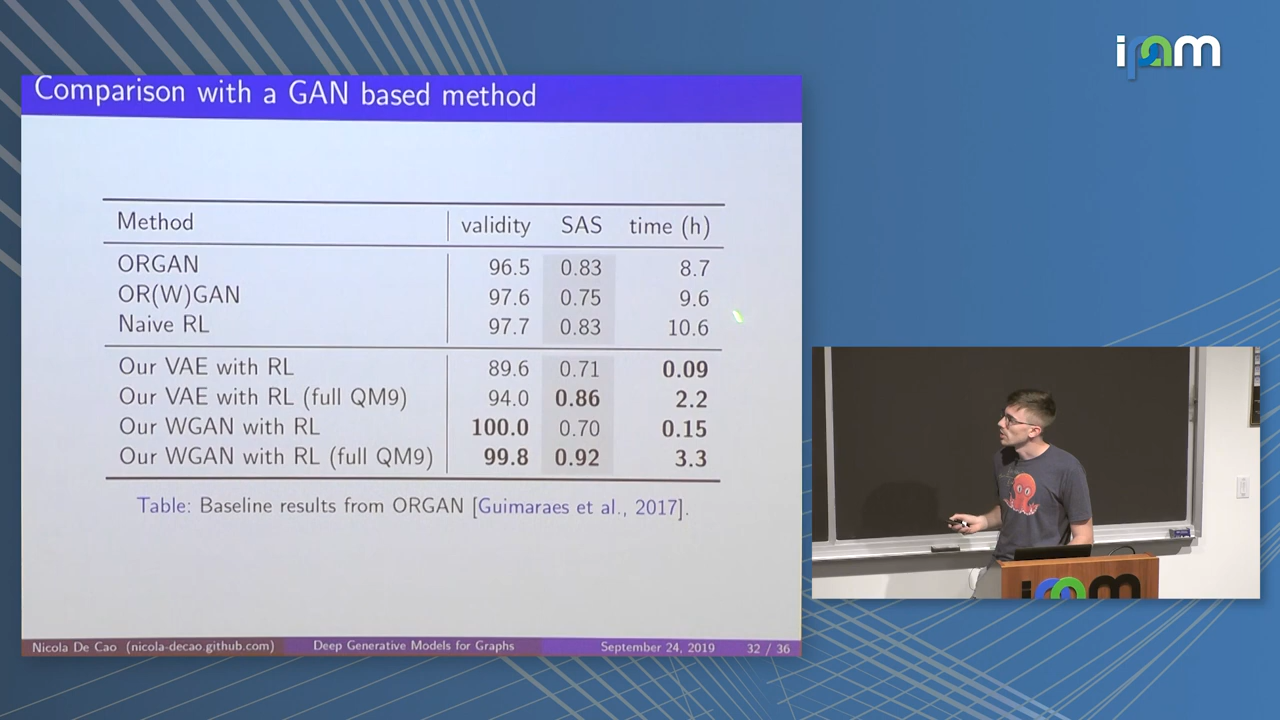 ipam
Comparison with a GAN based method
Method validity SAS time (h)
ORGAN 96.5 0.83 8.7
OR(W)GAN 97.6 0.75 9.6
Naive RL 97.7 0.83 10.6
Our VAE with RL 89.6 0.71 0.09
Our VAE with RL (full QM9) 94.0 0.86 2.2
Our WGAN with RL 100.0 0.70 0.15
Our WGAN with RL (full QM9) 99.8 0.92 3.3
Table: Baseline results from ORGAN [Guimaraes et al., 2017].
Nicola De Cao (nicola-decao.github.com) Deep Generative Models for Graphs September 24, 2019 32 / 36
ipam